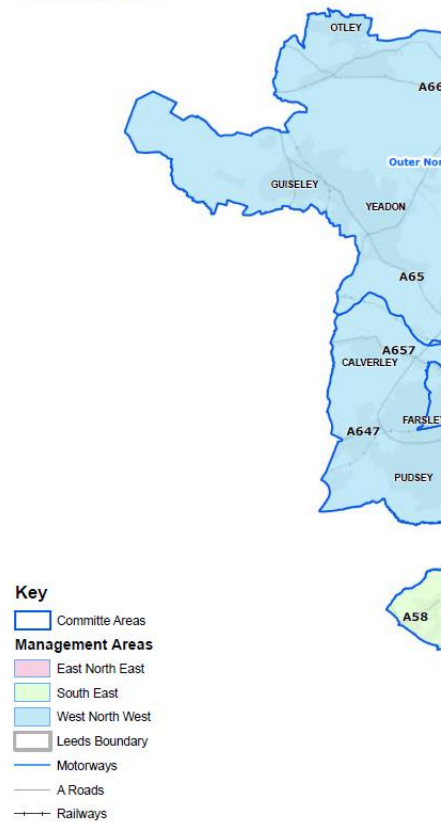 OTLEY
A66
Outer Nor
GUISELEY
YEADON
A65
A657
CALVERLEY
FARSLEY
A647
PUDSEY
A58
Key
Committe Areas
Management Areas
East North East
South East
West North West
Leeds Boundary
Motorways
A Roads
Railways